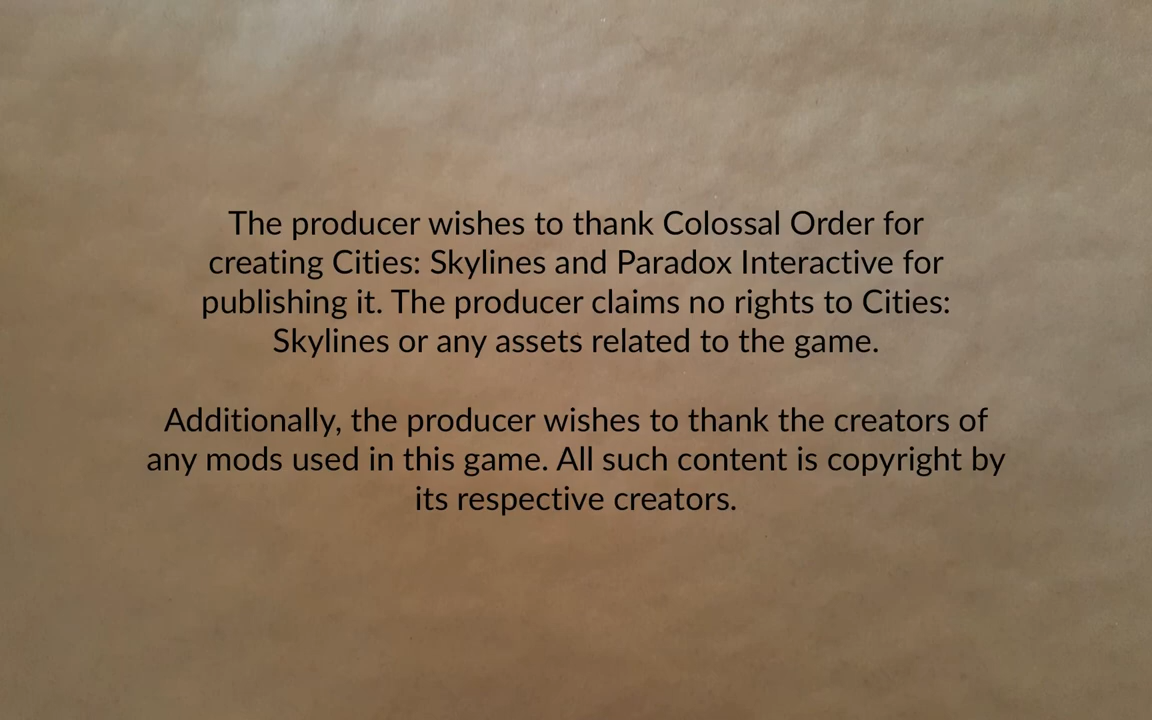 The producer wishes to thank Colossal Order for
creating Cities: Skylines and Paradox Interactive for
publishing it. The producer claims no rights to Cities:
Skylines or any assets related to the game.
Additionally, the producer wishes to thank the creators of
any mods used in this game. All such content is copyright by
its respective creators.